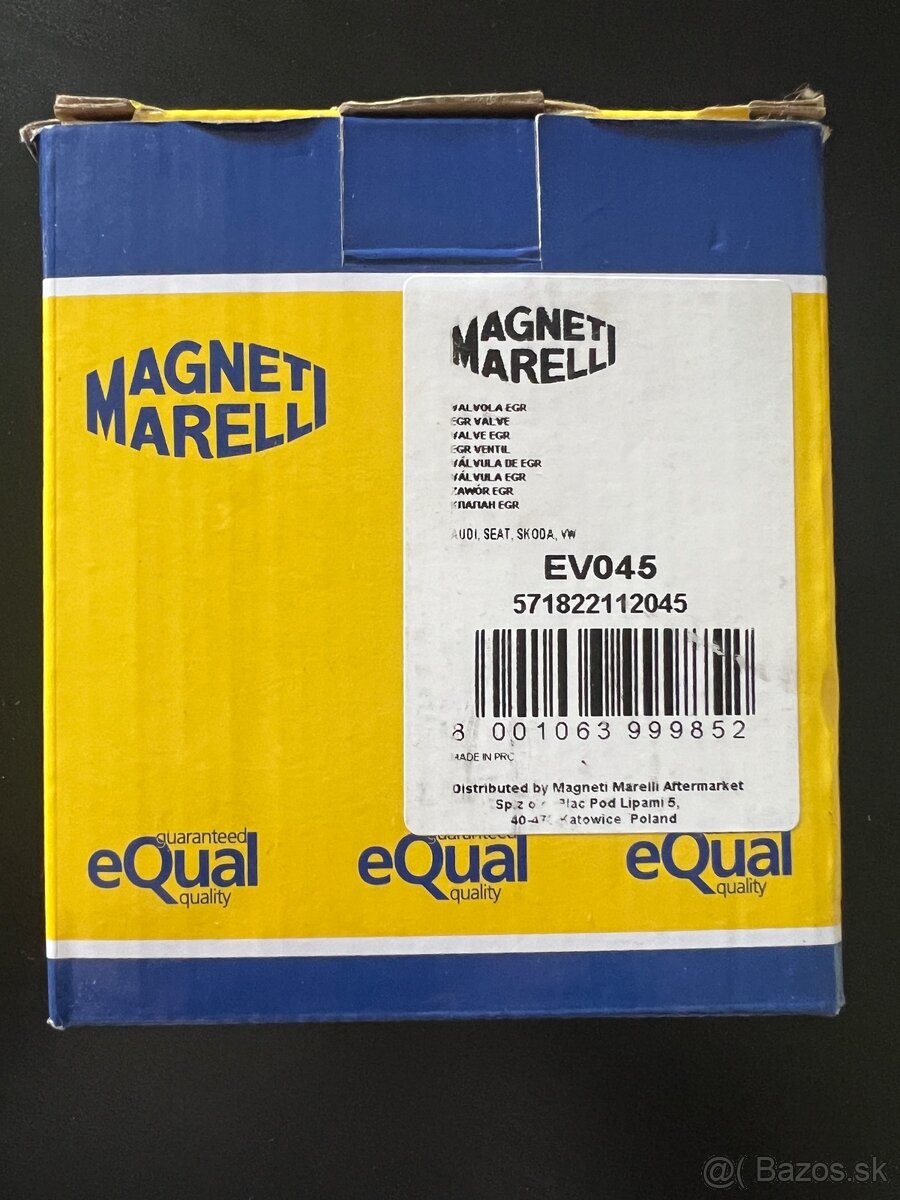 MAGNETI
MARELLI
MAGNETI
MARELLI
VALVOLA EGR
EGR VALVE
VALVE EGR
EGR VENTIL
VÁLVULA DE EGR
VÁLVULA EGR
ZAWÓR EGR
КЛАПАН EGR
AUDI, SEAT, SKODA, VW
EV045
571822112045
8 001063 999852
MADE IN PRC
Distributed by Magneti Marelli Aftermarket
Sp.z o.o. Plac Pod Lipami 5,
Katowice Poland
guaranteed
eQual
quality
guaranteed
eQual
quality
eQual
quality
@( Bazos.sk